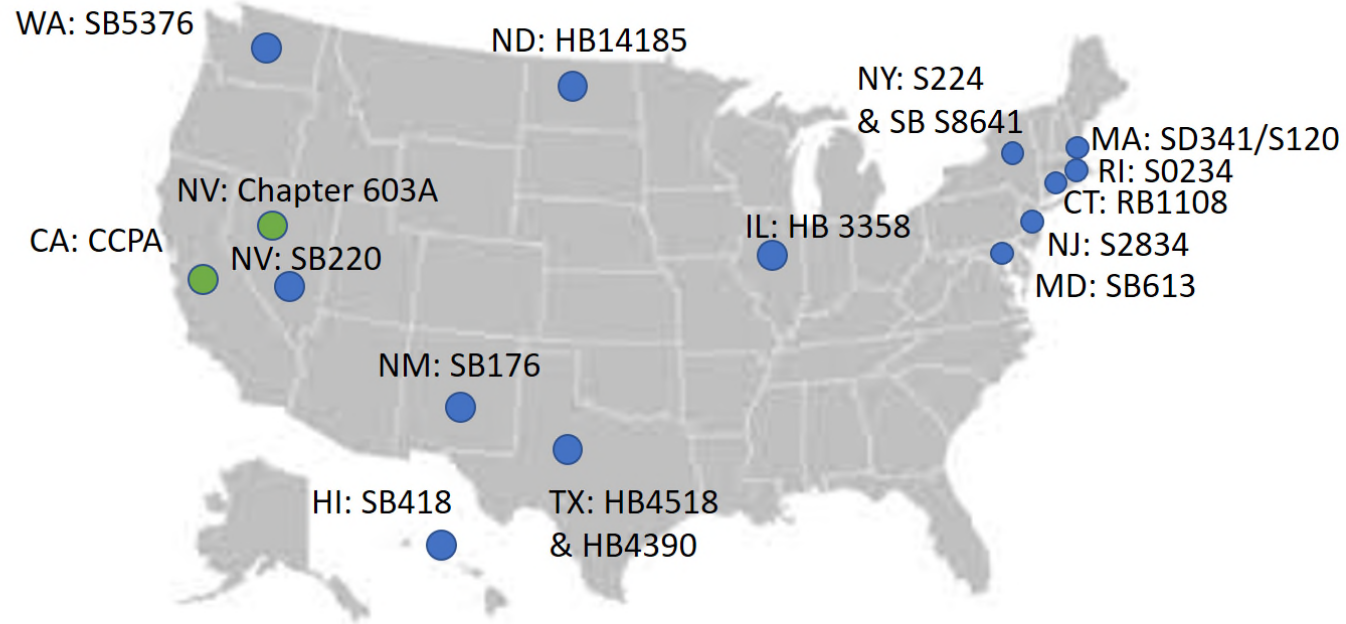 WA: SB5376
ND: HB14185
NY: S224
& SB S8641
MA: SD341/S120
RI: S0234
CT: RB1108
NJ: S2834
MD: SB613
NV: Chapter 603A
IL: HB 3358
CA: CCPA
NV: SB220
NM: SB176
HI: SB418
TX: HB4518
& HB4390